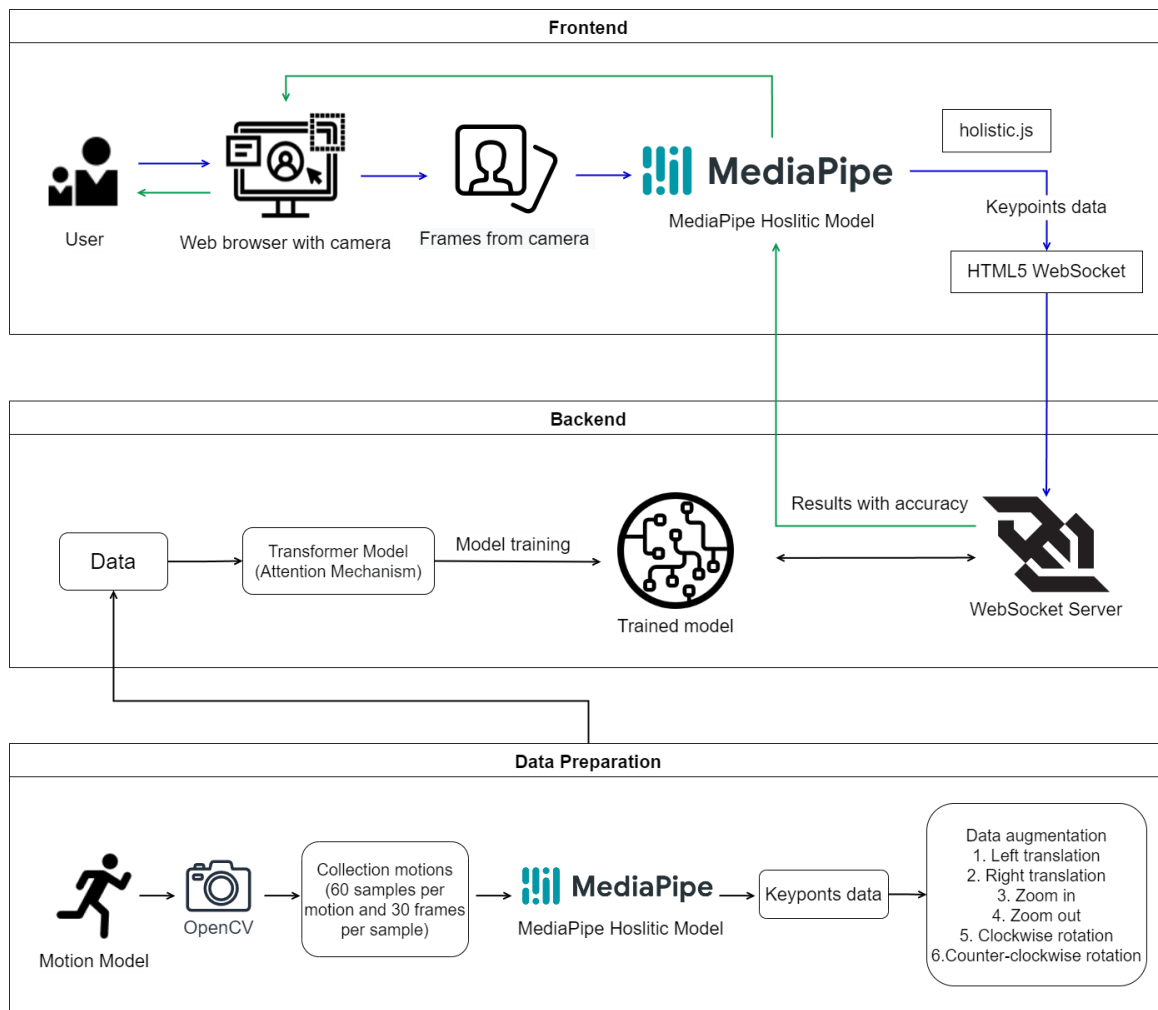 Frontend
holistic.js
MediaPipe
User
Web browser with camera
Frames from camera
MediaPipe Hoslitic Model
Keypoints data
HTML5 WebSocket
Backend
Results with accuracy
Data
Transformer Model
(Attention Mechanism)
Model training
Trained model
WebSocket Server
Data Preparation
Motion Model
OpenCV
Collection motions
(60 samples per
motion and 30 frames
per sample)
MediaPipe
MediaPipe Hoslitic Model
Keyponts data
Data augmentation
1. Left translation
2. Right translation
3. Zoom in
4. Zoom out
5. Clockwise rotation
6.Counter-clockwise rotation